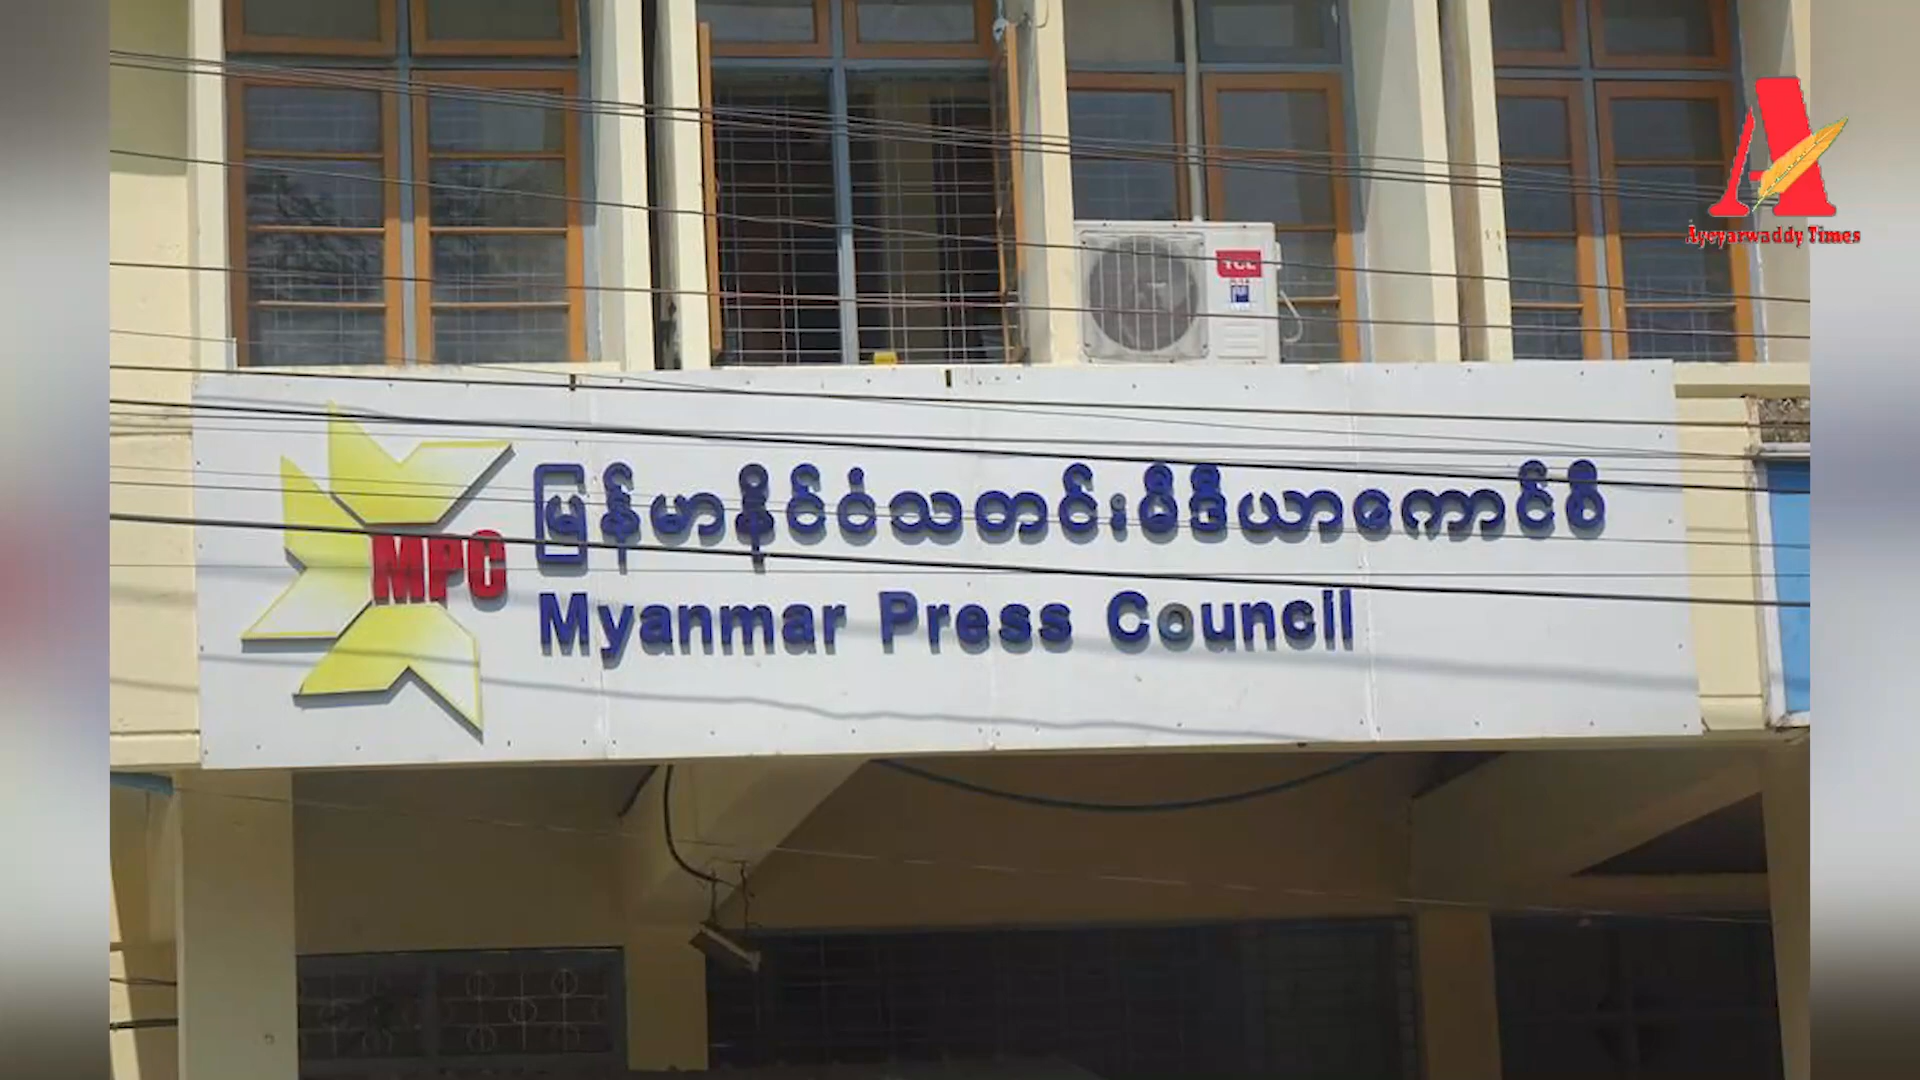 Ayeyarwaddy Times
TCL
MPC
မြန်မာနိုင်ငံသတင်းမီဒီယာကောင်စီ
Myanmar Press Council